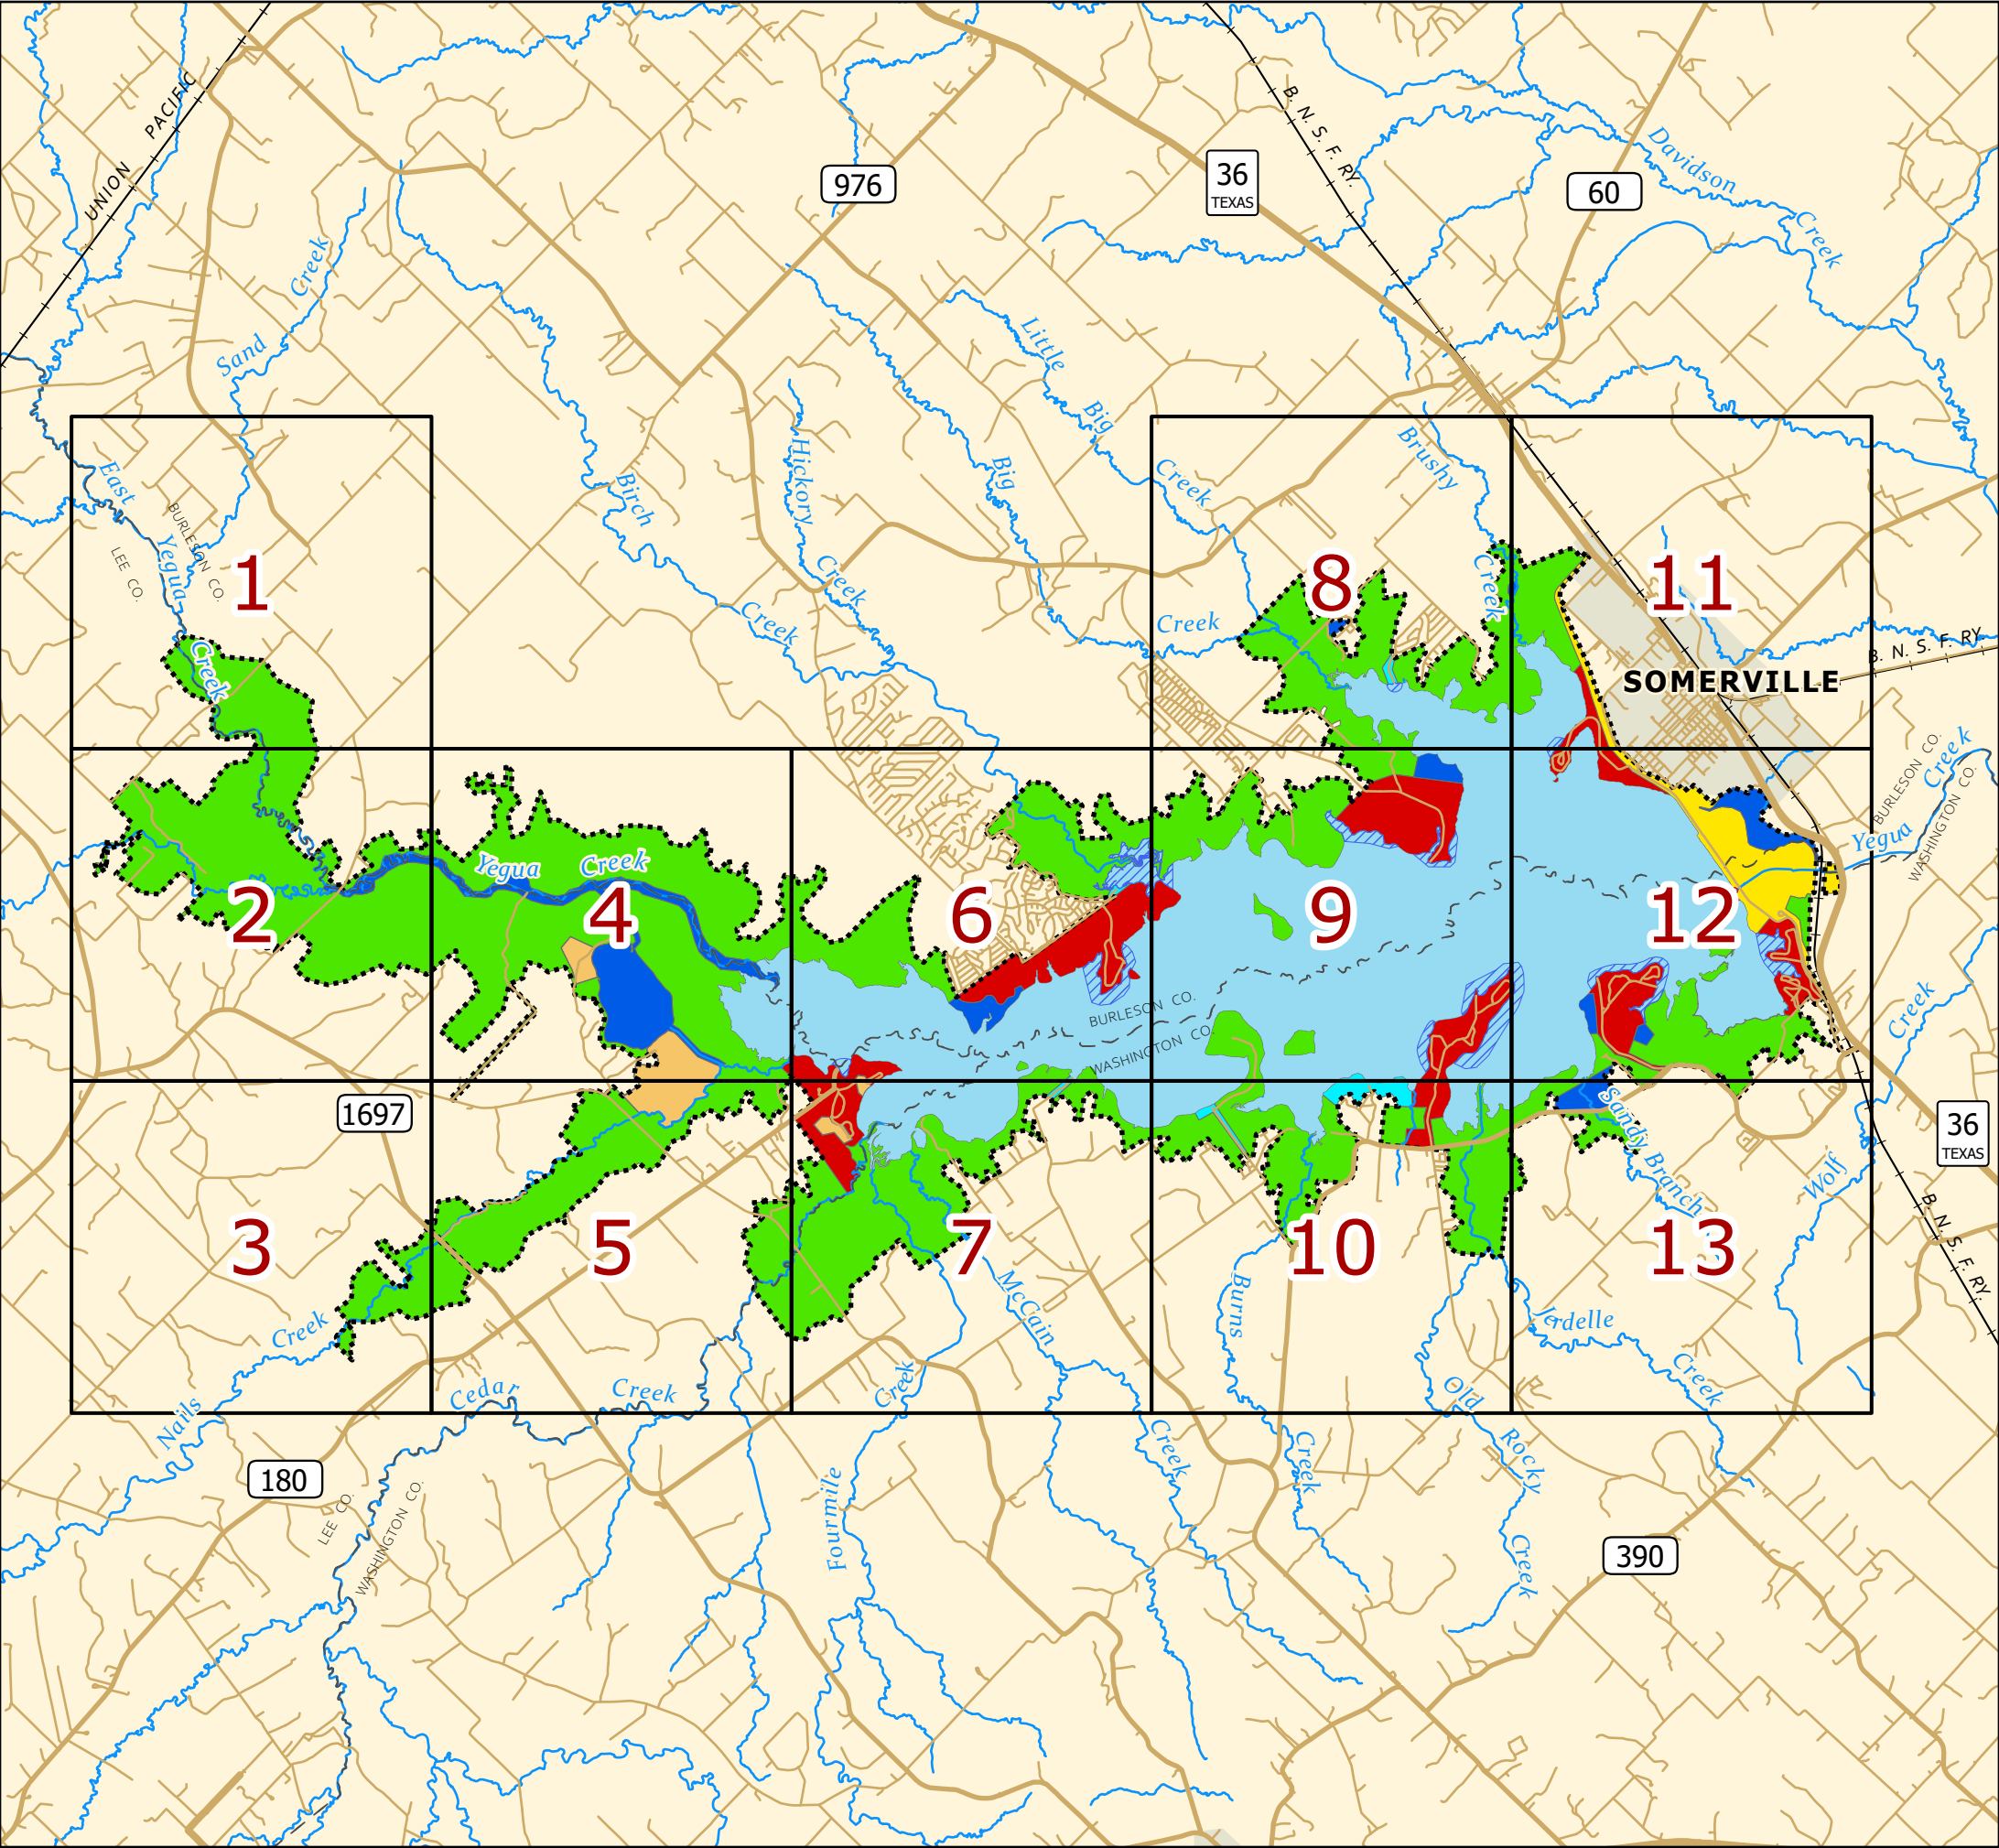 UNION PACIFIC
B. N. S. F. RY.
976
36
TEXAS
60
Davidson
Creek
Sand
Creek
Little
Big
Creek
Big
Creek
Hickory
Creek
Birch
Creek
Brushy
Creek
East
Yegua
Creek
BURLESON CO.
LEE CO.
1
8
11
SOMERVILLE
B. N. S. F. RY.
BURLESON CO.
WASHINGTON CO.
Yegua
Creek
Yegua
Creek
2
4
6
9
12
BURLESON CO.
WASHINGTON CO.
Creek
Wolf
1697
36
TEXAS
Sandy Branch
3
5
7
10
13
B. N. S. F. RY.
Nails
Creek
Cedar
Creek
McCain
Creek
Burns
Creek
Jerdelle
Creek
Old
Rocky
Creek
Fourmile
Creek
180
LEE CO.
WASHINGTON CO.
390